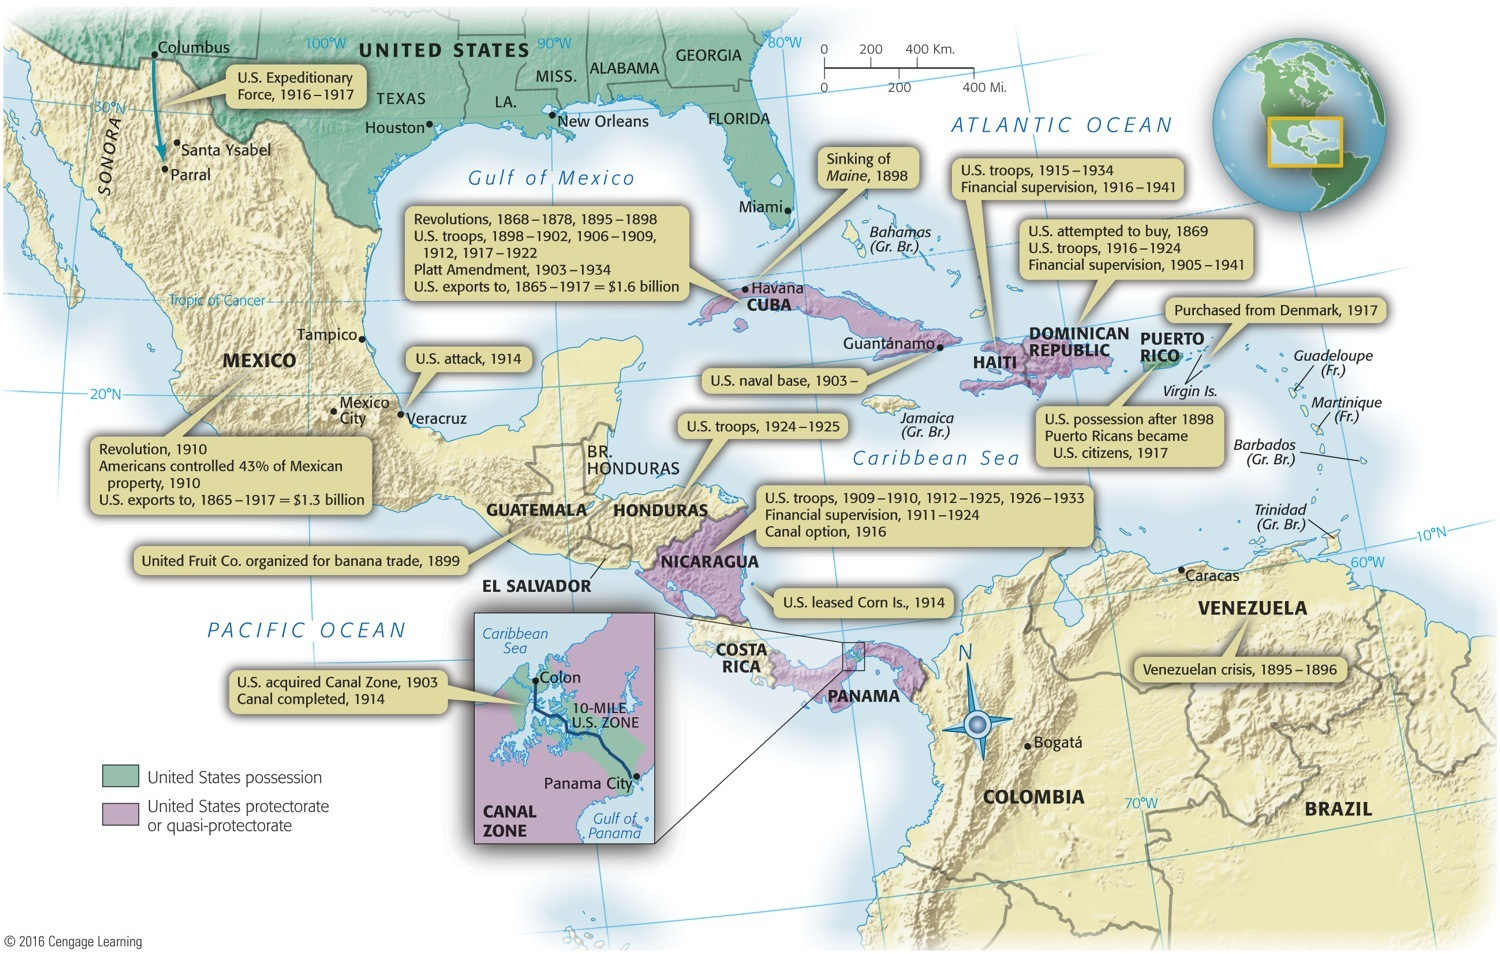 Columbus
100°W
UNITED STATES
90°W
80°W
GEORGIA
ALABAMA
MISS.
TEXAS
LA.
FLORIDA
Houston
New Orleans
Miami
0 200 400 Km.
0 200 400 Mi.
U.S. Expeditionary
Force, 1916–1917
30°N
SONORA
Santa Ysabel
Parral
ATLANTIC OCEAN
Gulf of Mexico
Sinking of
Maine, 1898
U.S. troops, 1915–1934
Financial supervision, 1916–1941
Revolutions, 1868–1878, 1895–1898
U.S. troops, 1898–1902, 1906–1909,
1912, 1917–1922
Platt Amendment, 1903–1934
U.S. exports to, 1865–1917 = $1.6 billion
Bahamas
(Gr. Br.)
U.S. attempted to buy, 1869
U.S. troops, 1916–1924
Financial supervision, 1905–1941
Tropic of Cancer
Havana
CUBA
Purchased from Denmark, 1917
Tampico
MEXICO
U.S. attack, 1914
Guantánamo
HAITI
DOMINICAN
REPUBLIC
PUERTO
RICO
Virgin Is.
Guadeloupe
(Fr.)
20°N
Mexico
City
Veracruz
U.S. naval base, 1903–
Jamaica
(Gr. Br.)
Martinique
(Fr.)
U.S. possession after 1898
Puerto Ricans became
U.S. citizens, 1917
Barbados
(Gr. Br.)
U.S. troops, 1924–1925
Caribbean Sea
Revolution, 1910
Americans controlled 43% of Mexican
property, 1910
U.S. exports to, 1865–1917 = $1.3 billion
BR.
HONDURAS
GUATEMALA
HONDURAS
U.S. troops, 1909–1910, 1912–1925, 1926–1933
Financial supervision, 1911–1924
Canal option, 1916
Trinidad
(Gr. Br.)
10°N
60°W
United Fruit Co. organized for banana trade, 1899
EL SALVADOR
NICARAGUA
U.S. leased Corn Is., 1914
Caracas
VENEZUELA
PACIFIC OCEAN
COSTA
RICA
PANAMA
N
Venezuelan crisis, 1895–1896
U.S. acquired Canal Zone, 1903
Canal completed, 1914
Caribbean
Sea
Colon
10-MILE
U.S. ZONE
Panama City
CANAL
ZONE
Gulf of
Panama
Bogatá
COLOMBIA
70°W
BRAZIL
United States possession
United States protectorate
or quasi-protectorate
© 2016 Cengage Learning